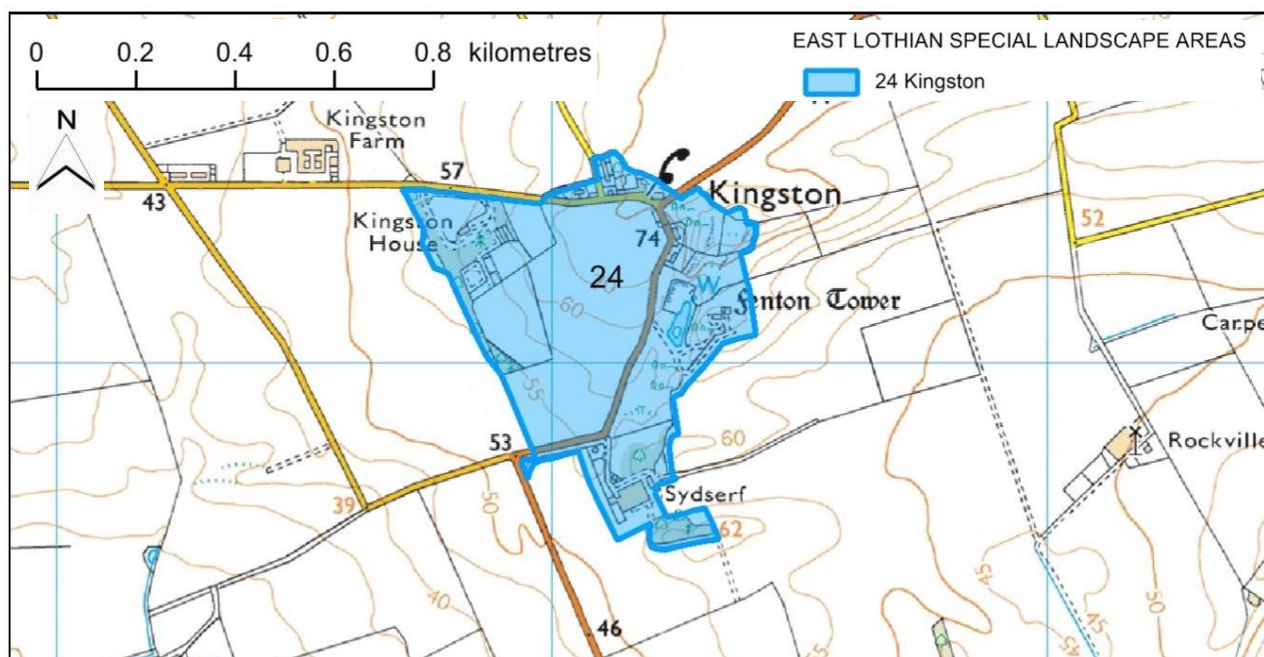 0 0.2 0.4 0.6 0.8 kilometres
EAST LOTHIAN SPECIAL LANDSCAPE AREAS
24 Kingston
N
Kingston
Farm
57
43
Kingston
House
Kingston
74
52
24
W
Fenton Tower
60
55
Carpe
53
60
Rockville
39
50
Sydserf
62
40
46
45
45
50
45